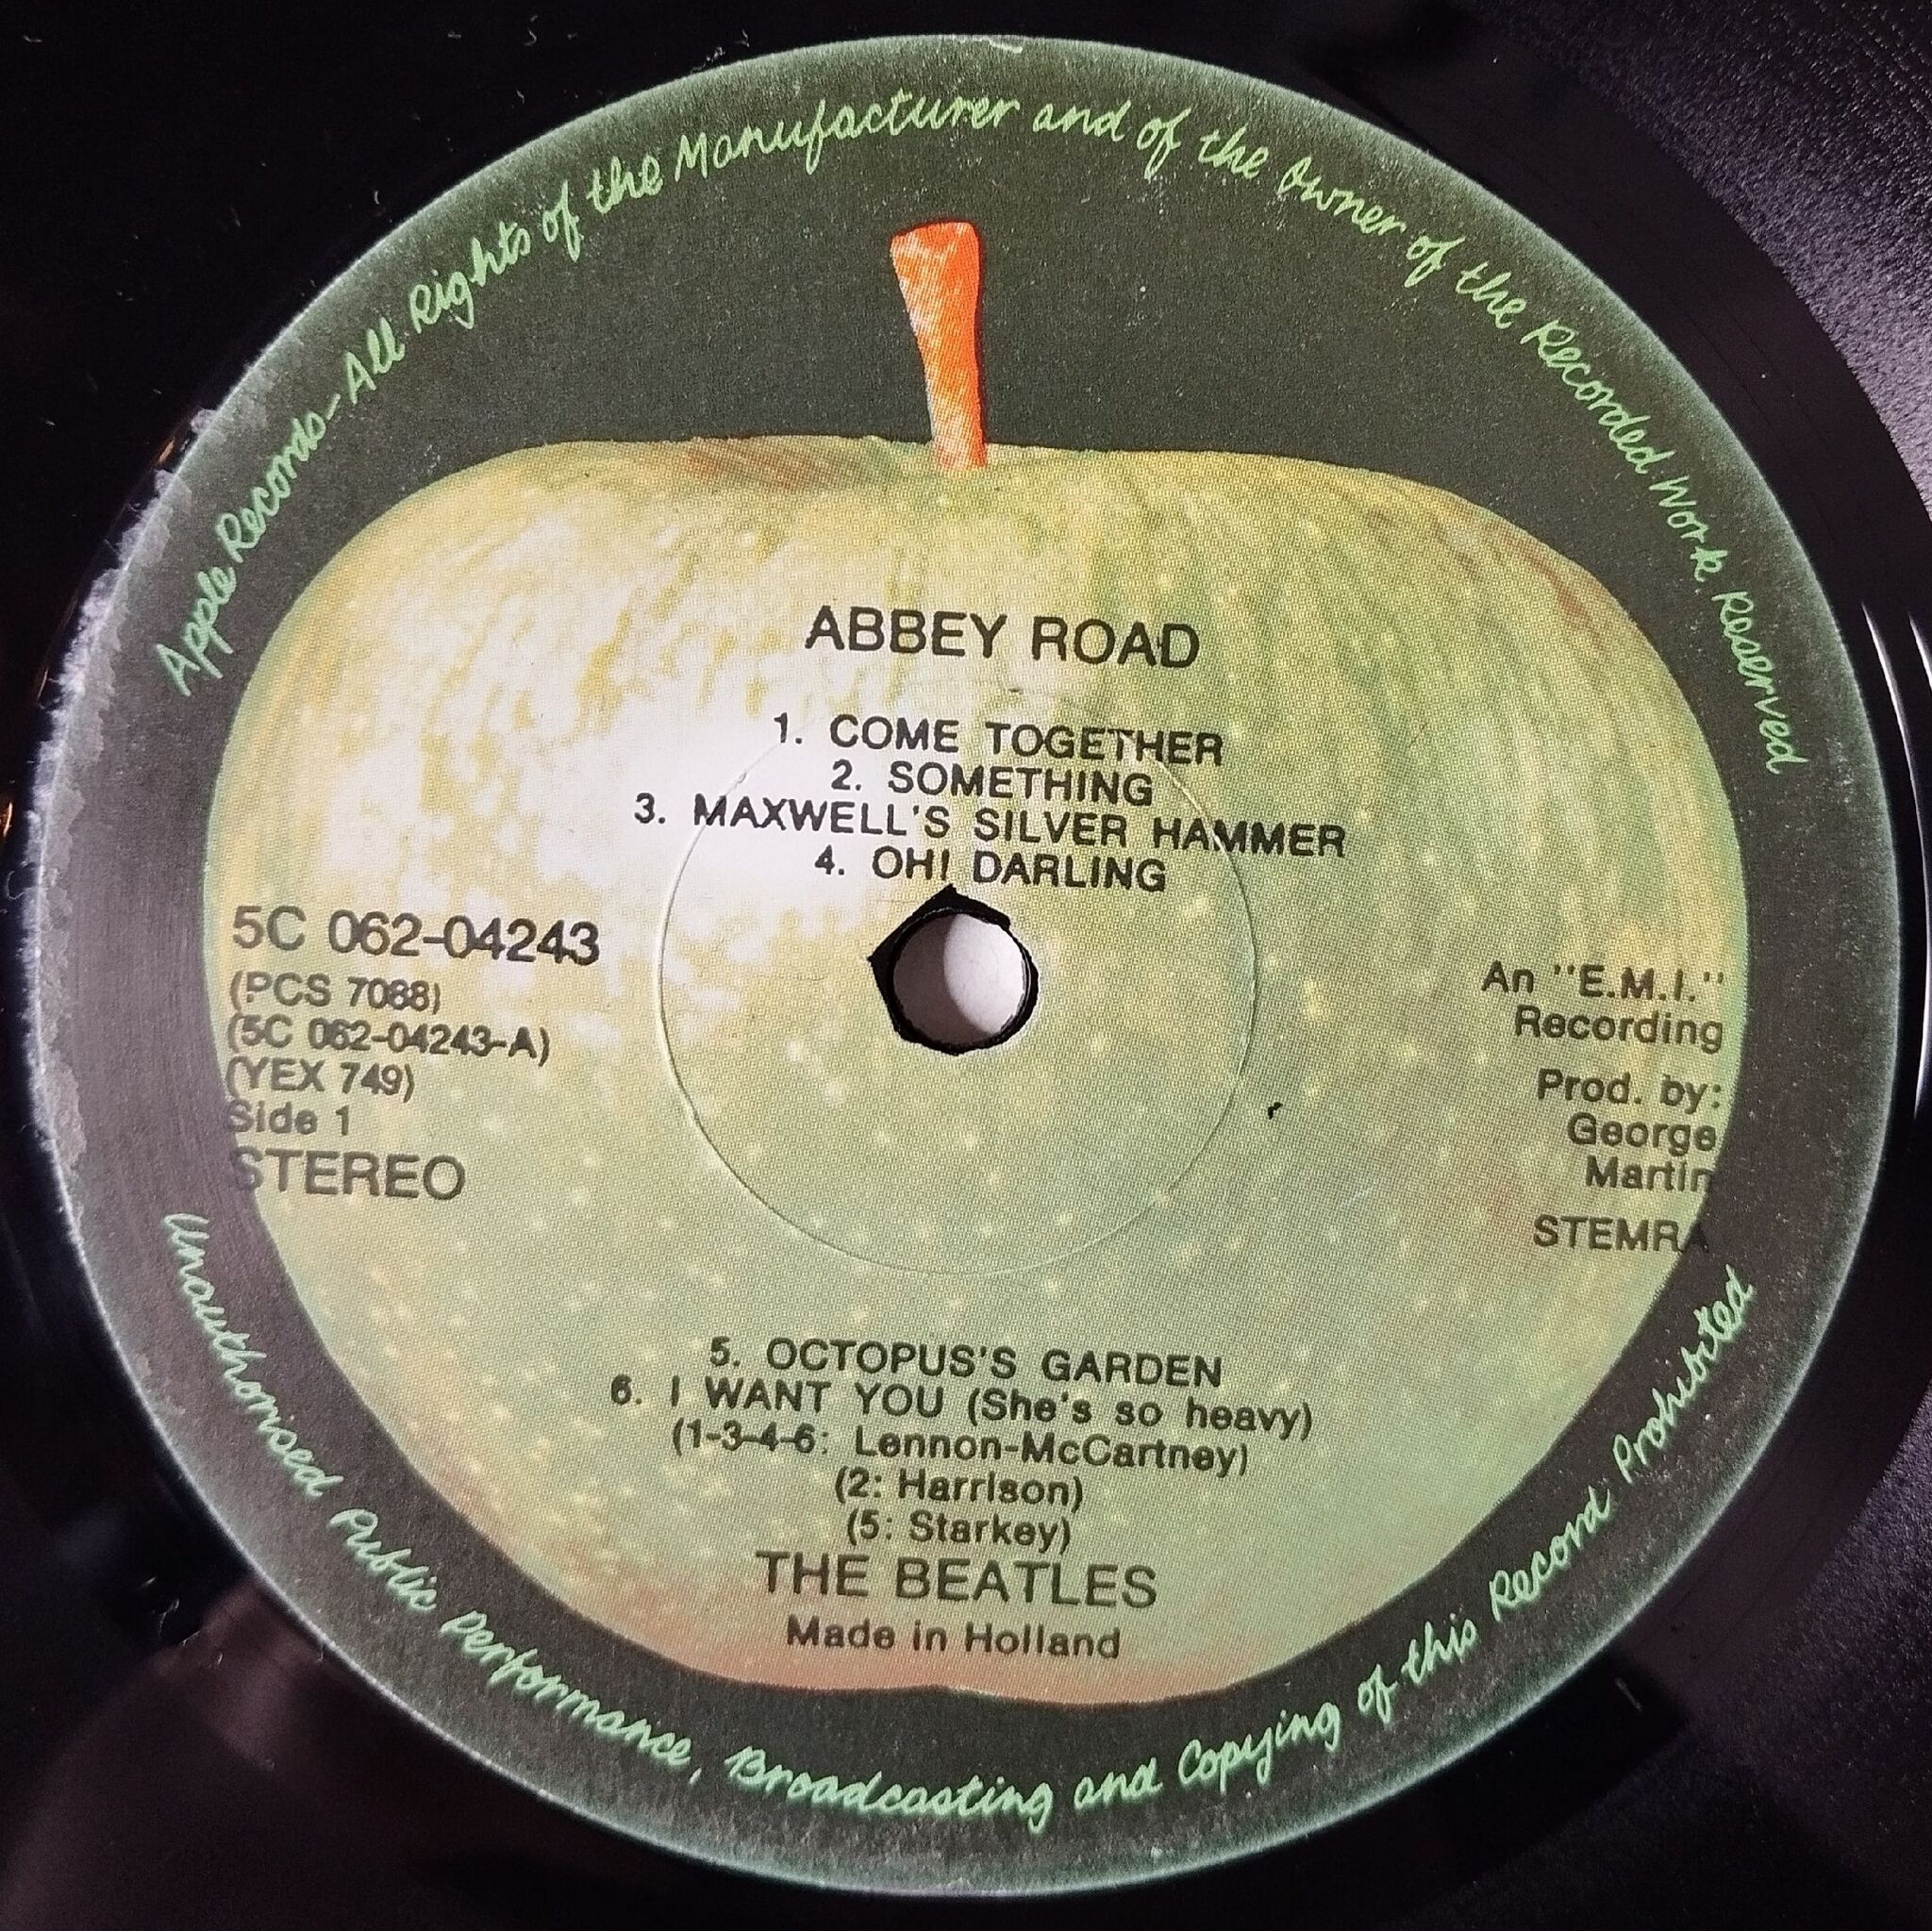 Apple Records-All Rights of the Manufacturer and of the Owner of the Recorded Work Reserved
ABBEY ROAD
1. COME TOGETHER
2. SOMETHING
3. MAXWELL'S SILVER HAMMER
4. OH! DARLING
5C 062-04243
(PCS 7088)
(5C 062-04243-A)
(YEX 749)
Side 1
STEREO
An "E.M.I."
Recording
Prod. by:
George
Martin
STEMRA
5. OCTOPUS'S GARDEN
6. I WANT YOU (She's so heavy)
(1-3-4-6: Lennon-McCartney)
(2: Harrison)
(5: Starkey)
THE BEATLES
Made in Holland
Unauthorised Public Performance, Broadcasting and Copying of this Record Prohibited